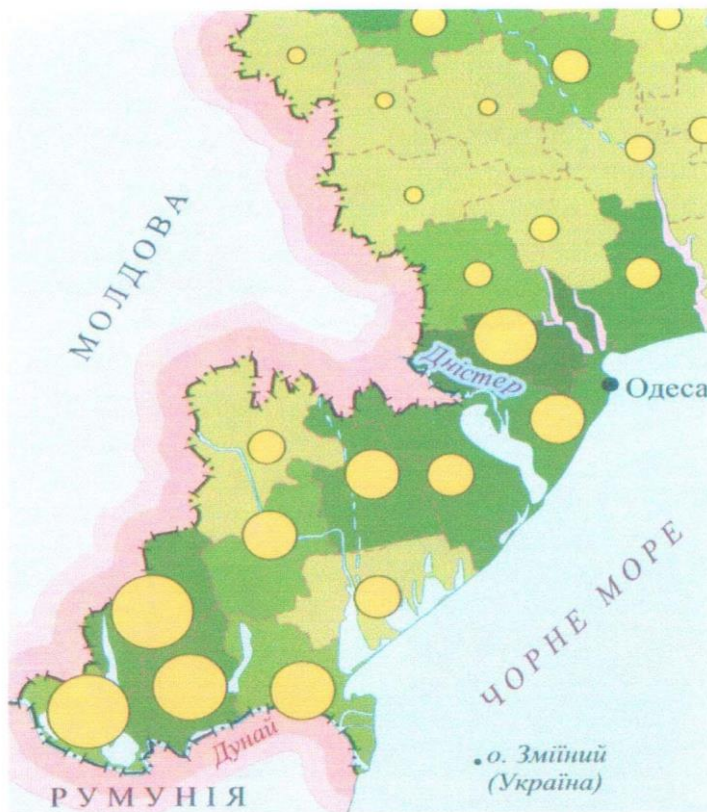 МОЛДОВА
Дністер
Одеса
ЧОРНЕ МОРЕ
о. Зміїний
(Україна)
Дунай
РУМУНІЯ